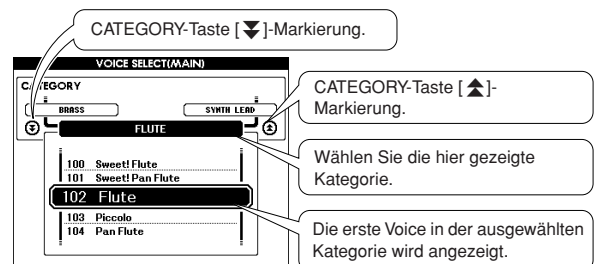 CATEGORY-Taste [⯯]-Markierung.
VOICE SELECT(MAIN)
CATEGORY
BRASS
SYNTH LEAD
FLUTE
100 Sweet! Flute
101 Sweet! Pan Flute
102 Flute
103 Piccolo
104 Pan Flute
CATEGORY-Taste [⯭]-
Markierung.
Wählen Sie die hier gezeigte
Kategorie.
Die erste Voice in der ausgewählten
Kategorie wird angezeigt.